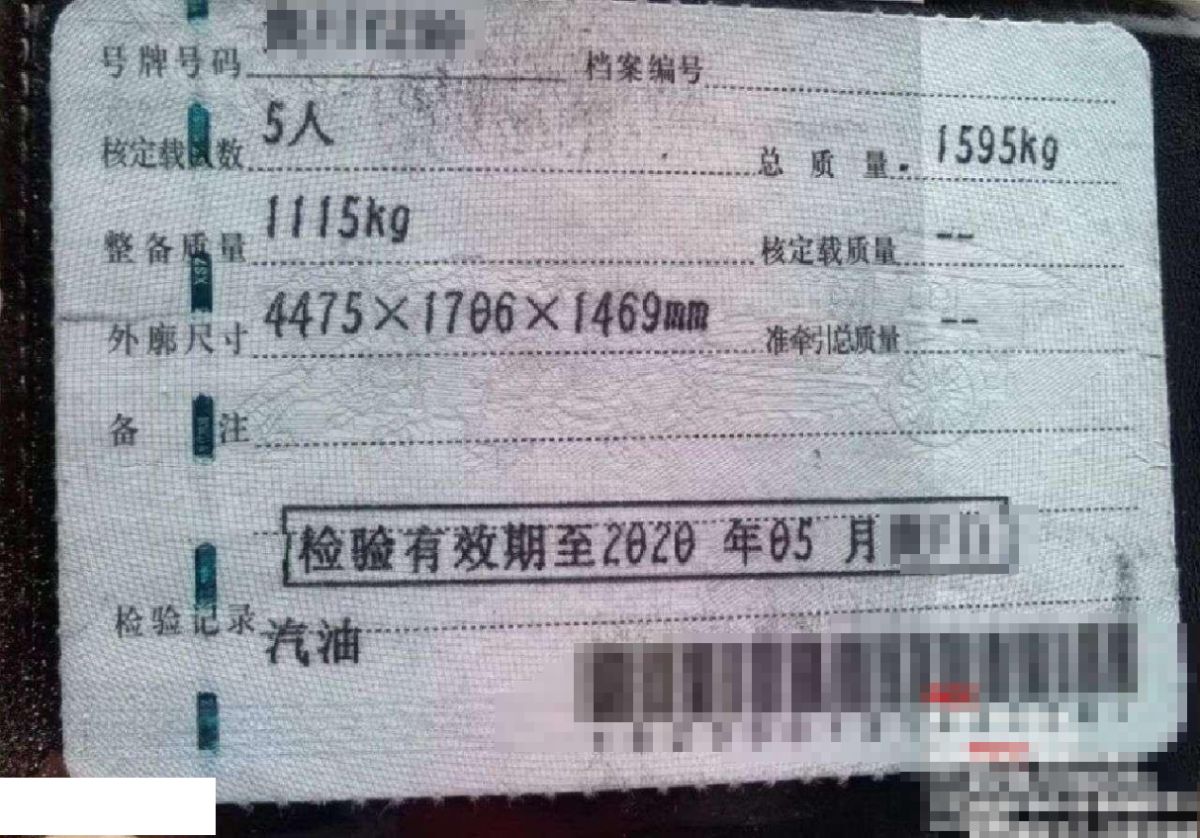 号牌号码 档案编号
核定载人数 5人 总质量 1595kg
整备质量 1115kg 核定载质量 --
外廓尺寸 4475×1706×1469mm 准牵引总质量 --
备注
检验有效期至2020年05月
检验记录
汽油